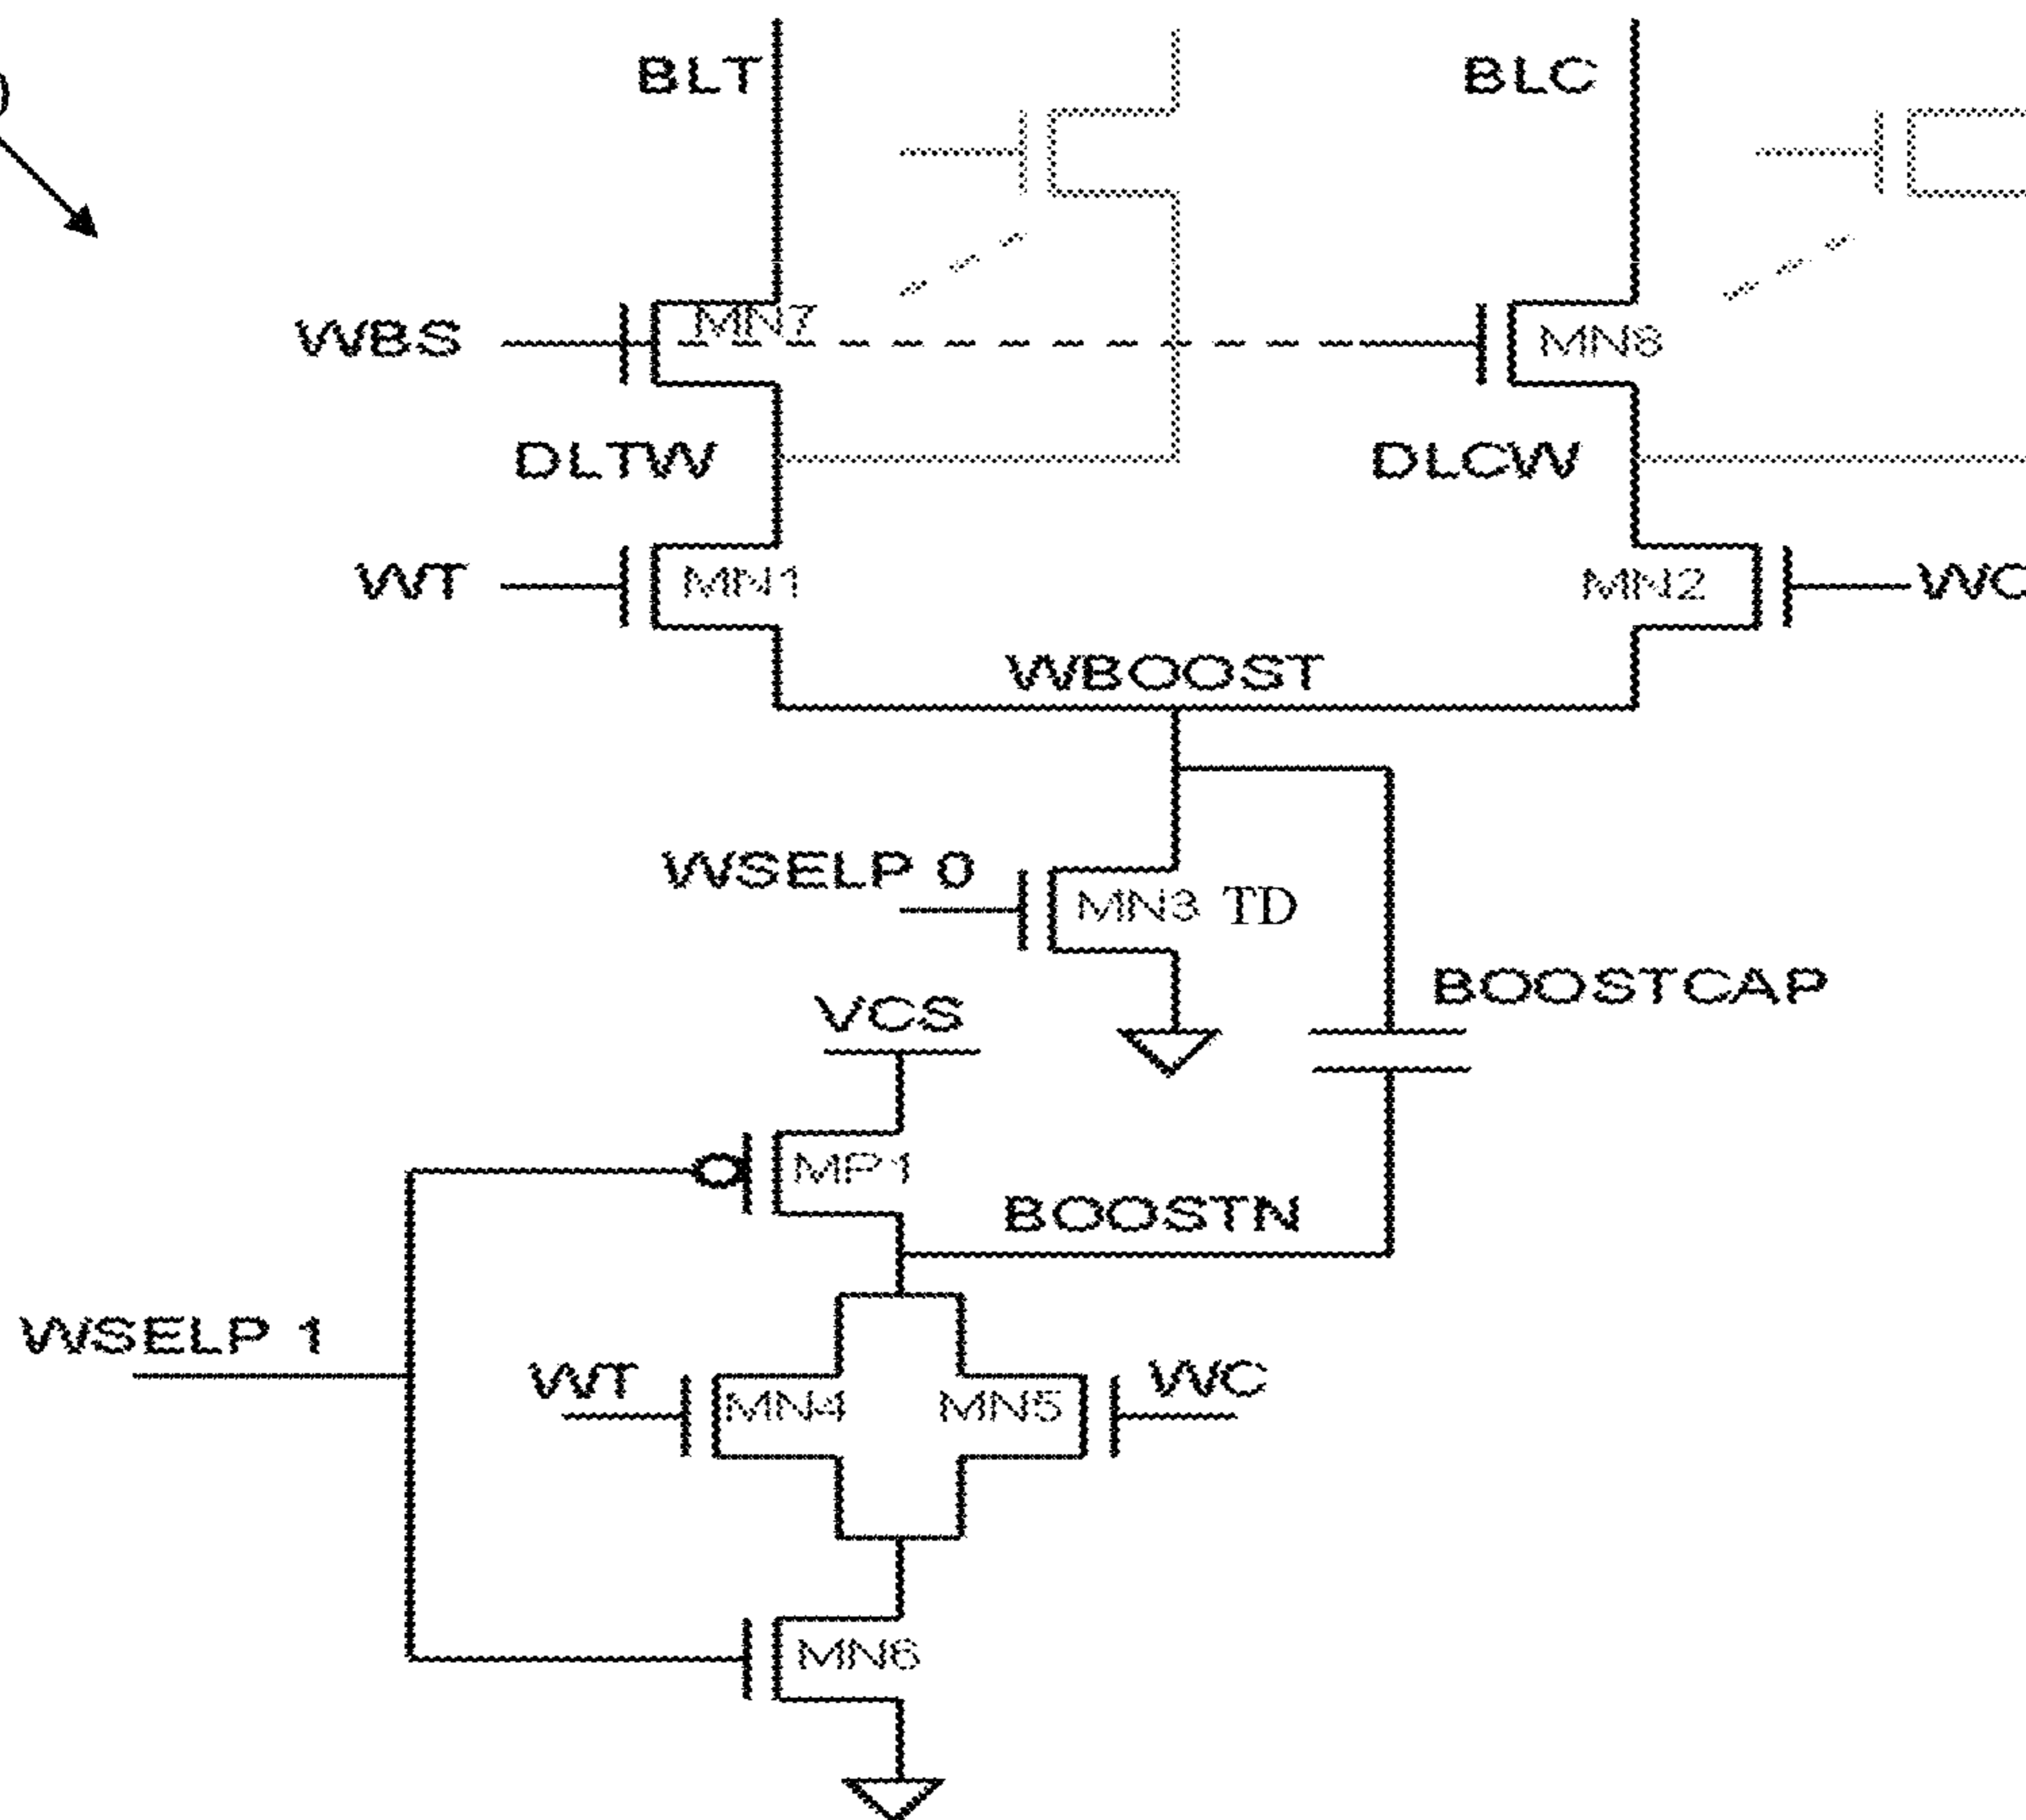 BLT
BLC
MN7
WBS
MN8
DLTW
DLCW
WT
MN1
MN2
WBOOST
WSELP 0
MN3 TD
BOOSTCAP
VCS
MP1
BOOSTN
WSELP 1
WT
WC
MN4
MN5
MN6